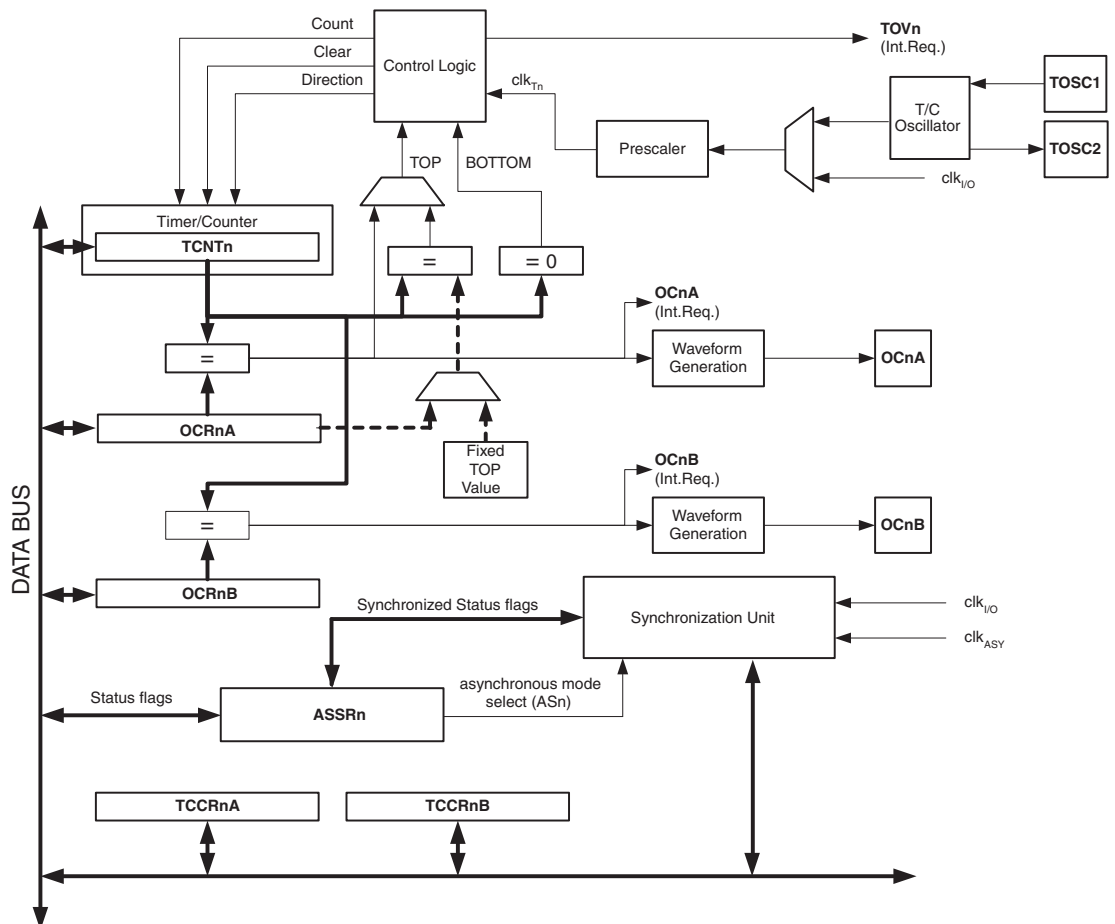 Count
Clear
Direction
Control Logic
TOVn
(Int.Req.)
clkTn
TOSC1
T/C
Oscillator
TOSC2
Prescaler
clkI/O
TOP
BOTTOM
Timer/Counter
TCNTn
=
= 0
OCnA
(Int.Req.)
=
Waveform
Generation
OCnA
OCRnA
Fixed
TOP
Value
OCnB
(Int.Req.)
=
Waveform
Generation
OCnB
DATA BUS
OCRnB
Synchronized Status flags
Synchronization Unit
clkI/O
clkASY
Status flags
ASSRn
asynchronous mode
select (ASn)
TCCRnA
TCCRnB